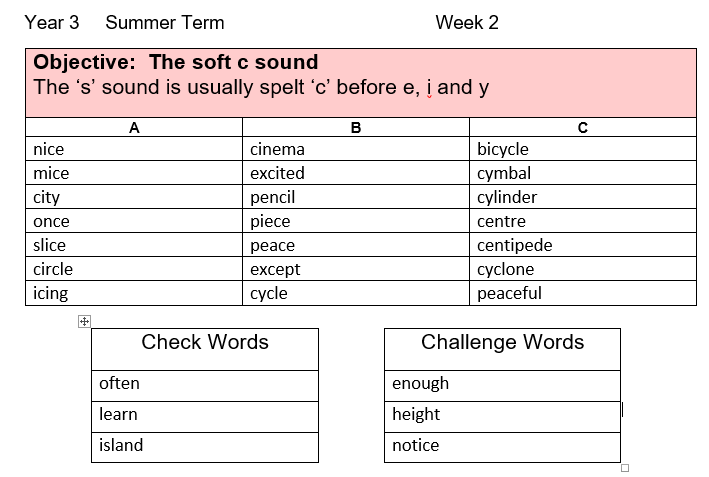 Year 3 Summer Term Week 2
Objective: The soft c sound
The ‘s’ sound is usually spelt ‘c’ before e, i and y
A B C
nice cinema bicycle
mice excited cymbal
city pencil cylinder
once piece centre
slice peace centipede
circle except cyclone
icing cycle peaceful
Check Words Challenge Words
often enough
learn height
island notice